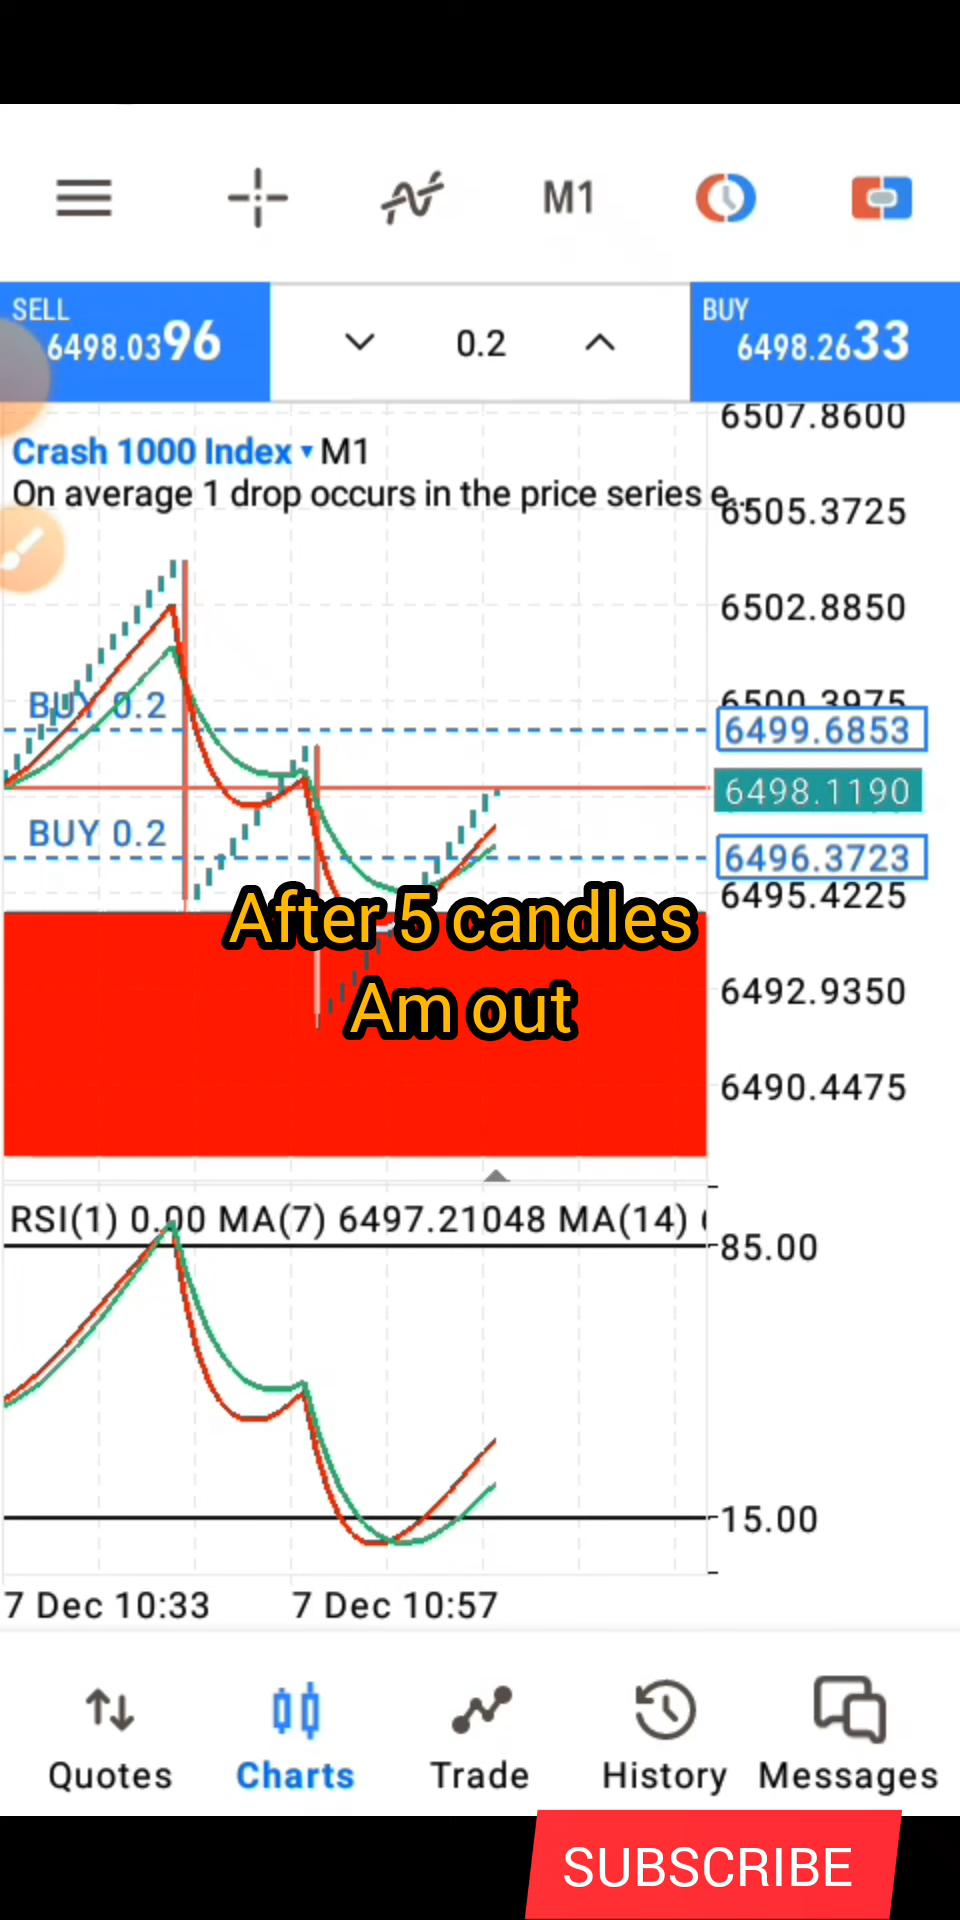 M1
SELL
6498.0396
0.2
BUY
6498.2633
6507.8600
Crash 1000 Index ▾ M1
On average 1 drop occurs in the price series e...
6505.3725
6502.8850
6500.3975
BUY 0.2
6499.6853
6498.1190
BUY 0.2
6496.3723
6495.4225
After 5 candles
Am out
6492.9350
6490.4475
RSI(1) 0.00 MA(7) 6497.21048 MA(14)
85.00
15.00
7 Dec 10:33
7 Dec 10:57
Quotes
Charts
Trade
History
Messages
SUBSCRIBE